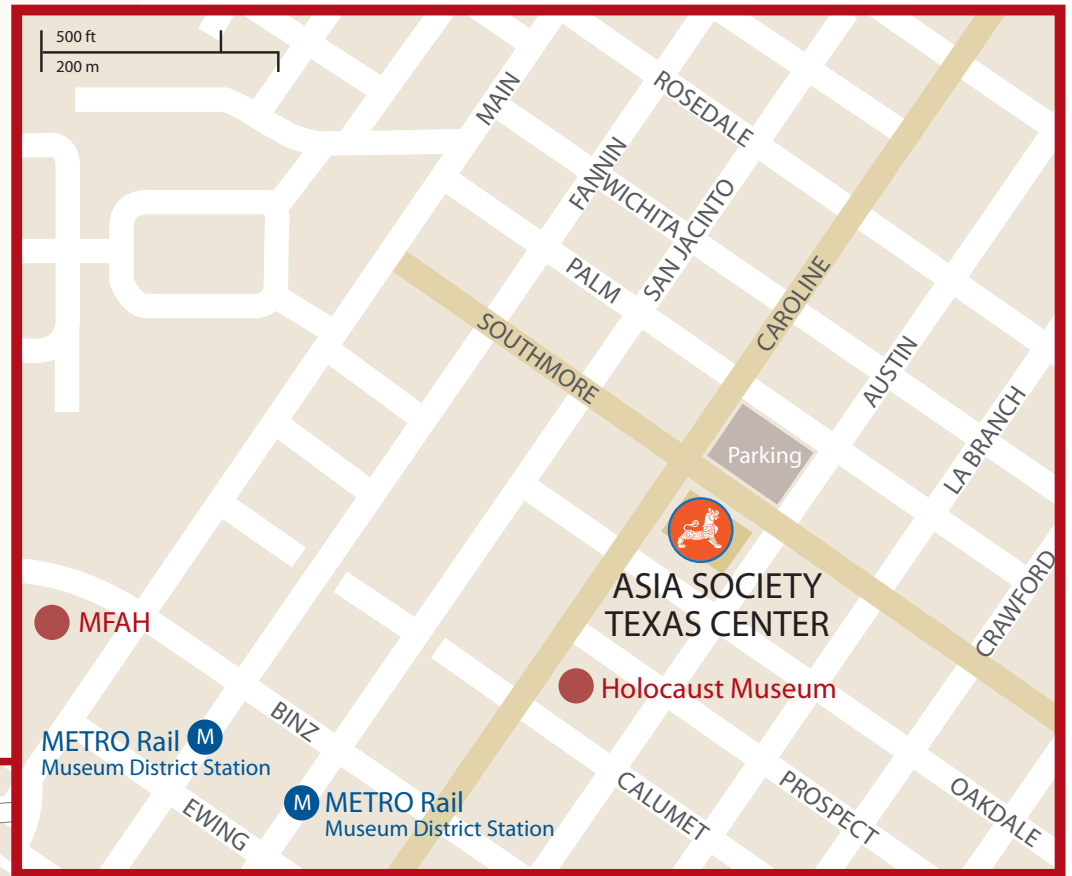 500 ft
200 m
MAIN
ROSEDALE
FANNIN
WICHITA
SAN JACINTO
PALM
CAROLINE
SOUTHMORE
AUSTIN
LA BRANCH
Parking
CRAWFORD
ASIA SOCIETY
TEXAS CENTER
MFAH
Holocaust Museum
BINZ
METRO Rail M
Museum District Station
M METRO Rail
Museum District Station
EWING
CALUMET
PROSPECT
OAKDALE